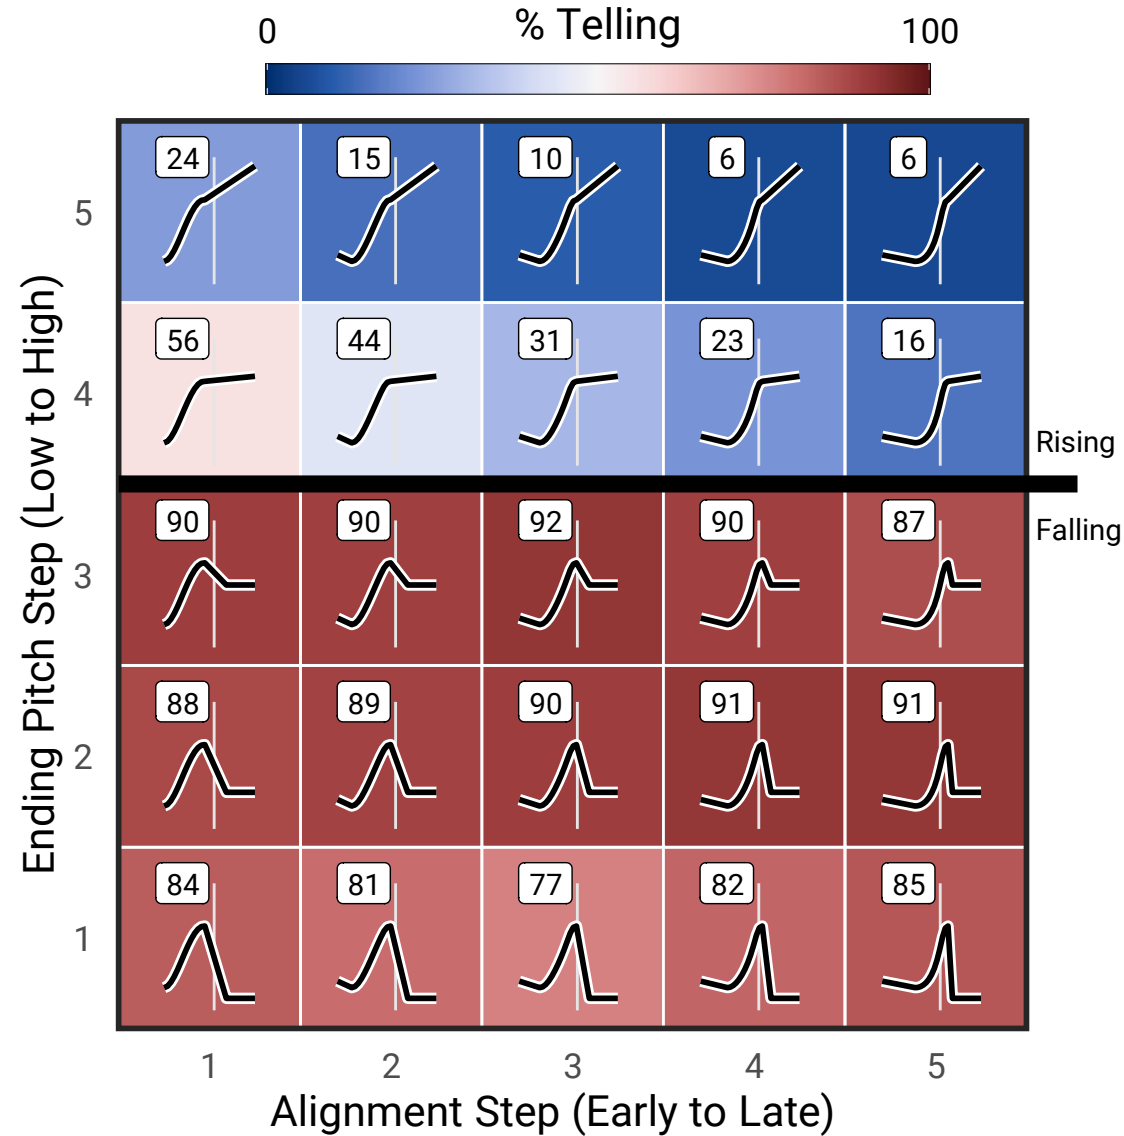 % Telling
0 100
5 24 15 10 6 6
4 56 44 31 23 16
Rising
Falling
3 90 90 92 90 87
2 88 89 90 91 91
1 84 81 77 82 85
1 2 3 4 5
Alignment Step (Early to Late)
Ending Pitch Step (Low to High)